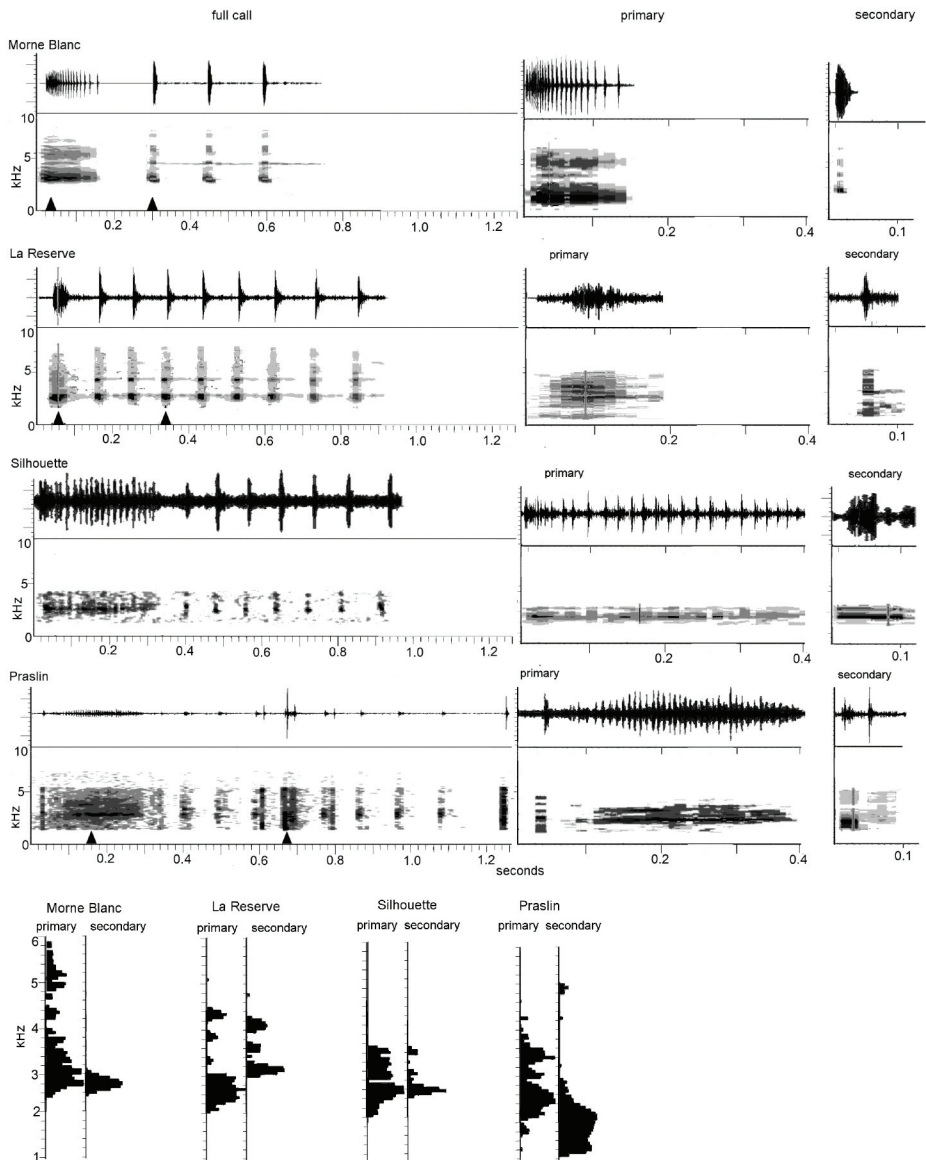 full call primary secondary
Morne Blanc
10
5
0
kHz
0.2 0.4 0.6 0.8 1.0 1.2 0.2 0.4 0.1
La Reserve primary secondary
10
5
0
kHz
0.2 0.4 0.6 0.8 1.0 1.2 0.2 0.4 0.1
Silhouette
primary secondary
10
5
0
kHz
0.2 0.4 0.6 0.8 1.0 1.2 0.2 0.4 0.1
Praslin primary secondary
10
5
0
kHz
0.2 0.4 0.6 0.8 1.0 1.2 0.2 0.4 0.1
seconds
Morne Blanc La Reserve Silhouette Praslin
primary secondary primary secondary primary secondary primary secondary
6
5
4
kHz
3
2
1